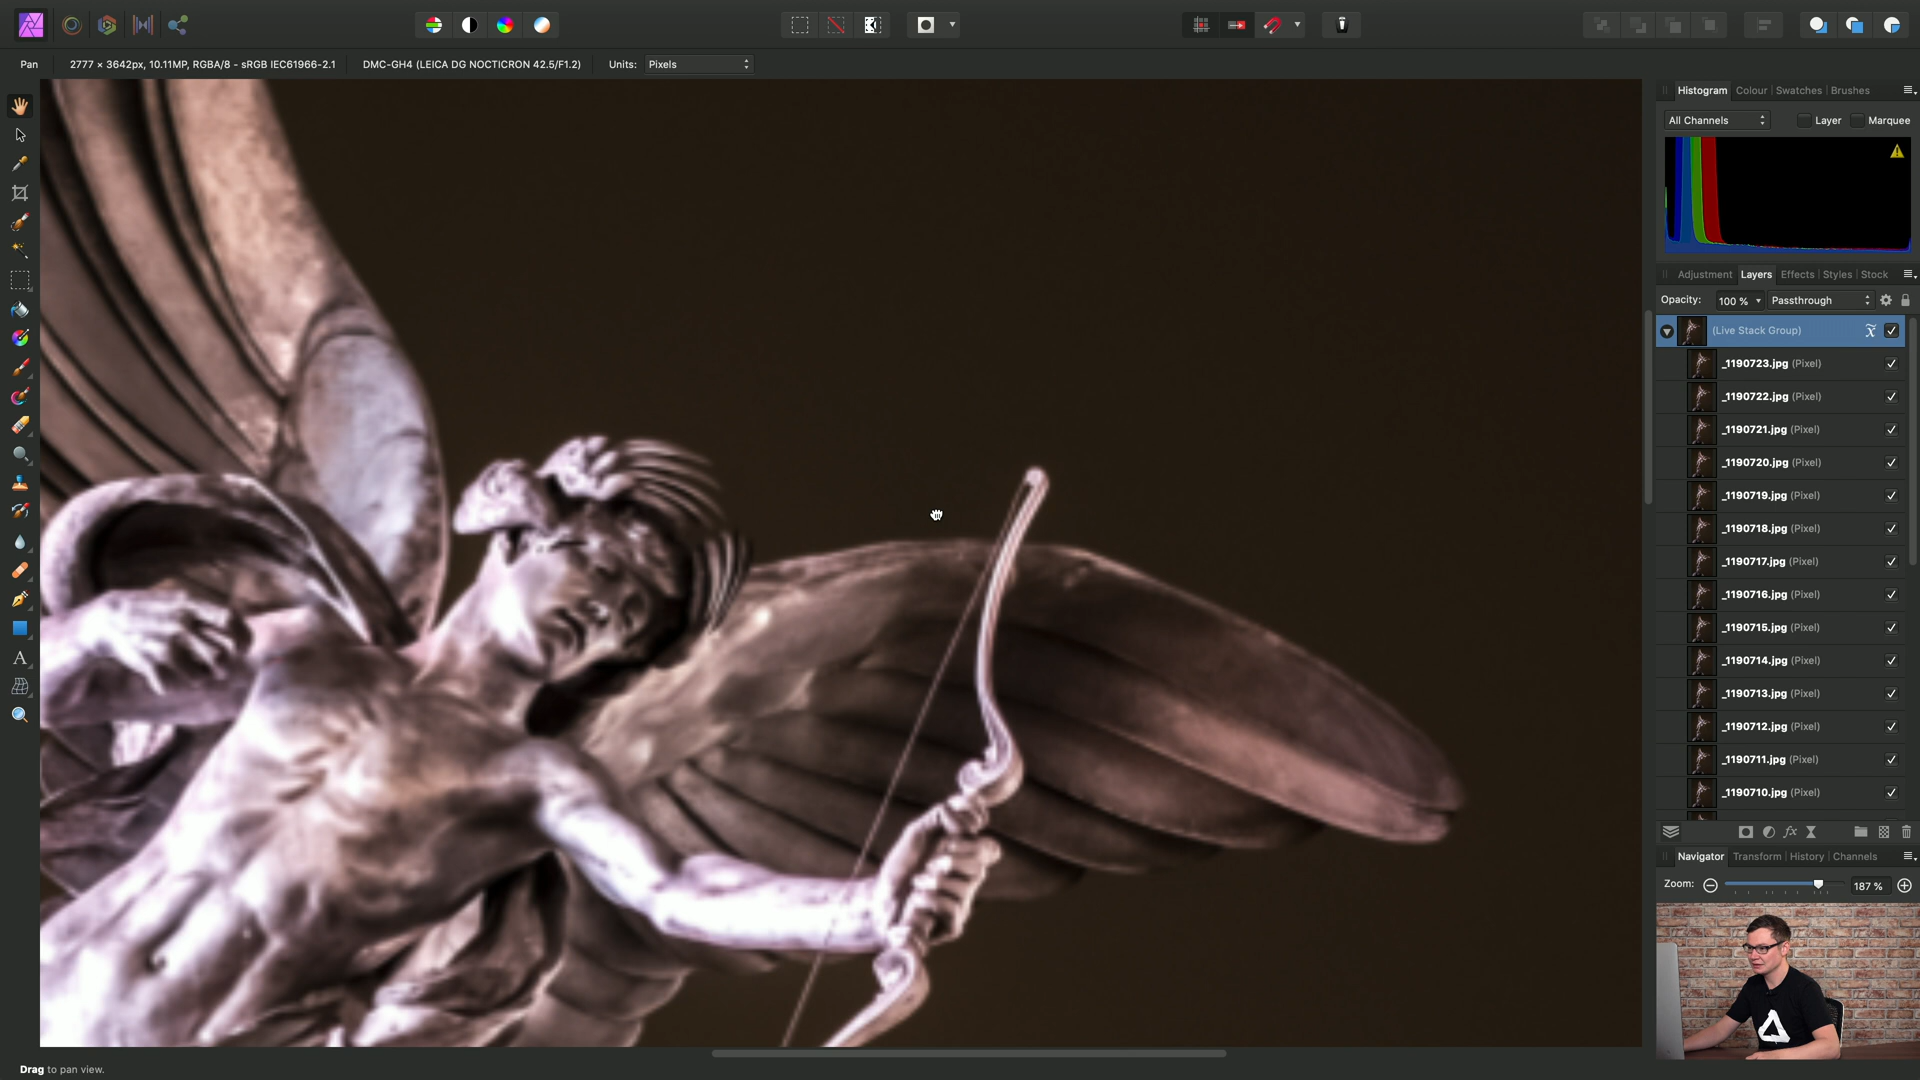 Pan
2777 × 3642px, 10.11MP, RGBA/8 - sRGB IEC61966-2.1
DMC-GH4 (LEICA DG NOCTICRON 42.5/F1.2)
Units:
Pixels
Histogram
Colour
Swatches
Brushes
All Channels
Layer
Marquee
Adjustment
Layers
Effects
Styles
Stock
Opacity:
100 %
Passthrough
(Live Stack Group)
_1190723.jpg (Pixel)
_1190722.jpg (Pixel)
_1190721.jpg (Pixel)
_1190720.jpg (Pixel)
_1190719.jpg (Pixel)
_1190718.jpg (Pixel)
_1190717.jpg (Pixel)
_1190716.jpg (Pixel)
_1190715.jpg (Pixel)
_1190714.jpg (Pixel)
_1190713.jpg (Pixel)
_1190712.jpg (Pixel)
_1190711.jpg (Pixel)
_1190710.jpg (Pixel)
Navigator
Transform
History
Channels
Zoom:
187 %
Drag to pan view.